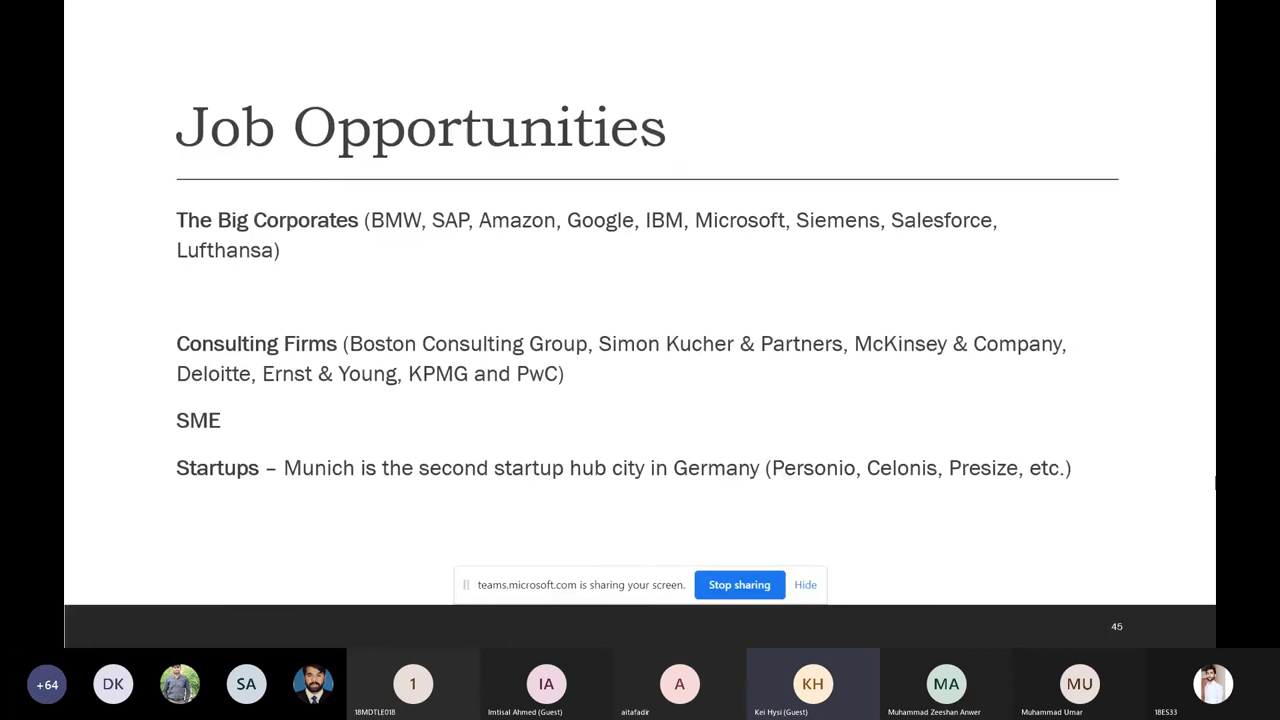 Job Opportunities
The Big Corporates (BMW, SAP, Amazon, Google, IBM, Microsoft, Siemens, Salesforce,
Lufthansa)
Consulting Firms (Boston Consulting Group, Simon Kucher & Partners, McKinsey & Company,
Deloitte, Ernst & Young, KPMG and PwC)
SME
Startups – Munich is the second startup hub city in Germany (Personio, Celonis, Presize, etc.)
teams.microsoft.com is sharing your screen. Stop sharing Hide
45
+64 DK SA 1 IA A KH MA MU
18MDTLE018 Imtisal Ahmed (Guest) aitafadir Kei Hysi (Guest) Muhammad Zeeshan Anwer Muhammad Umar 18ES33